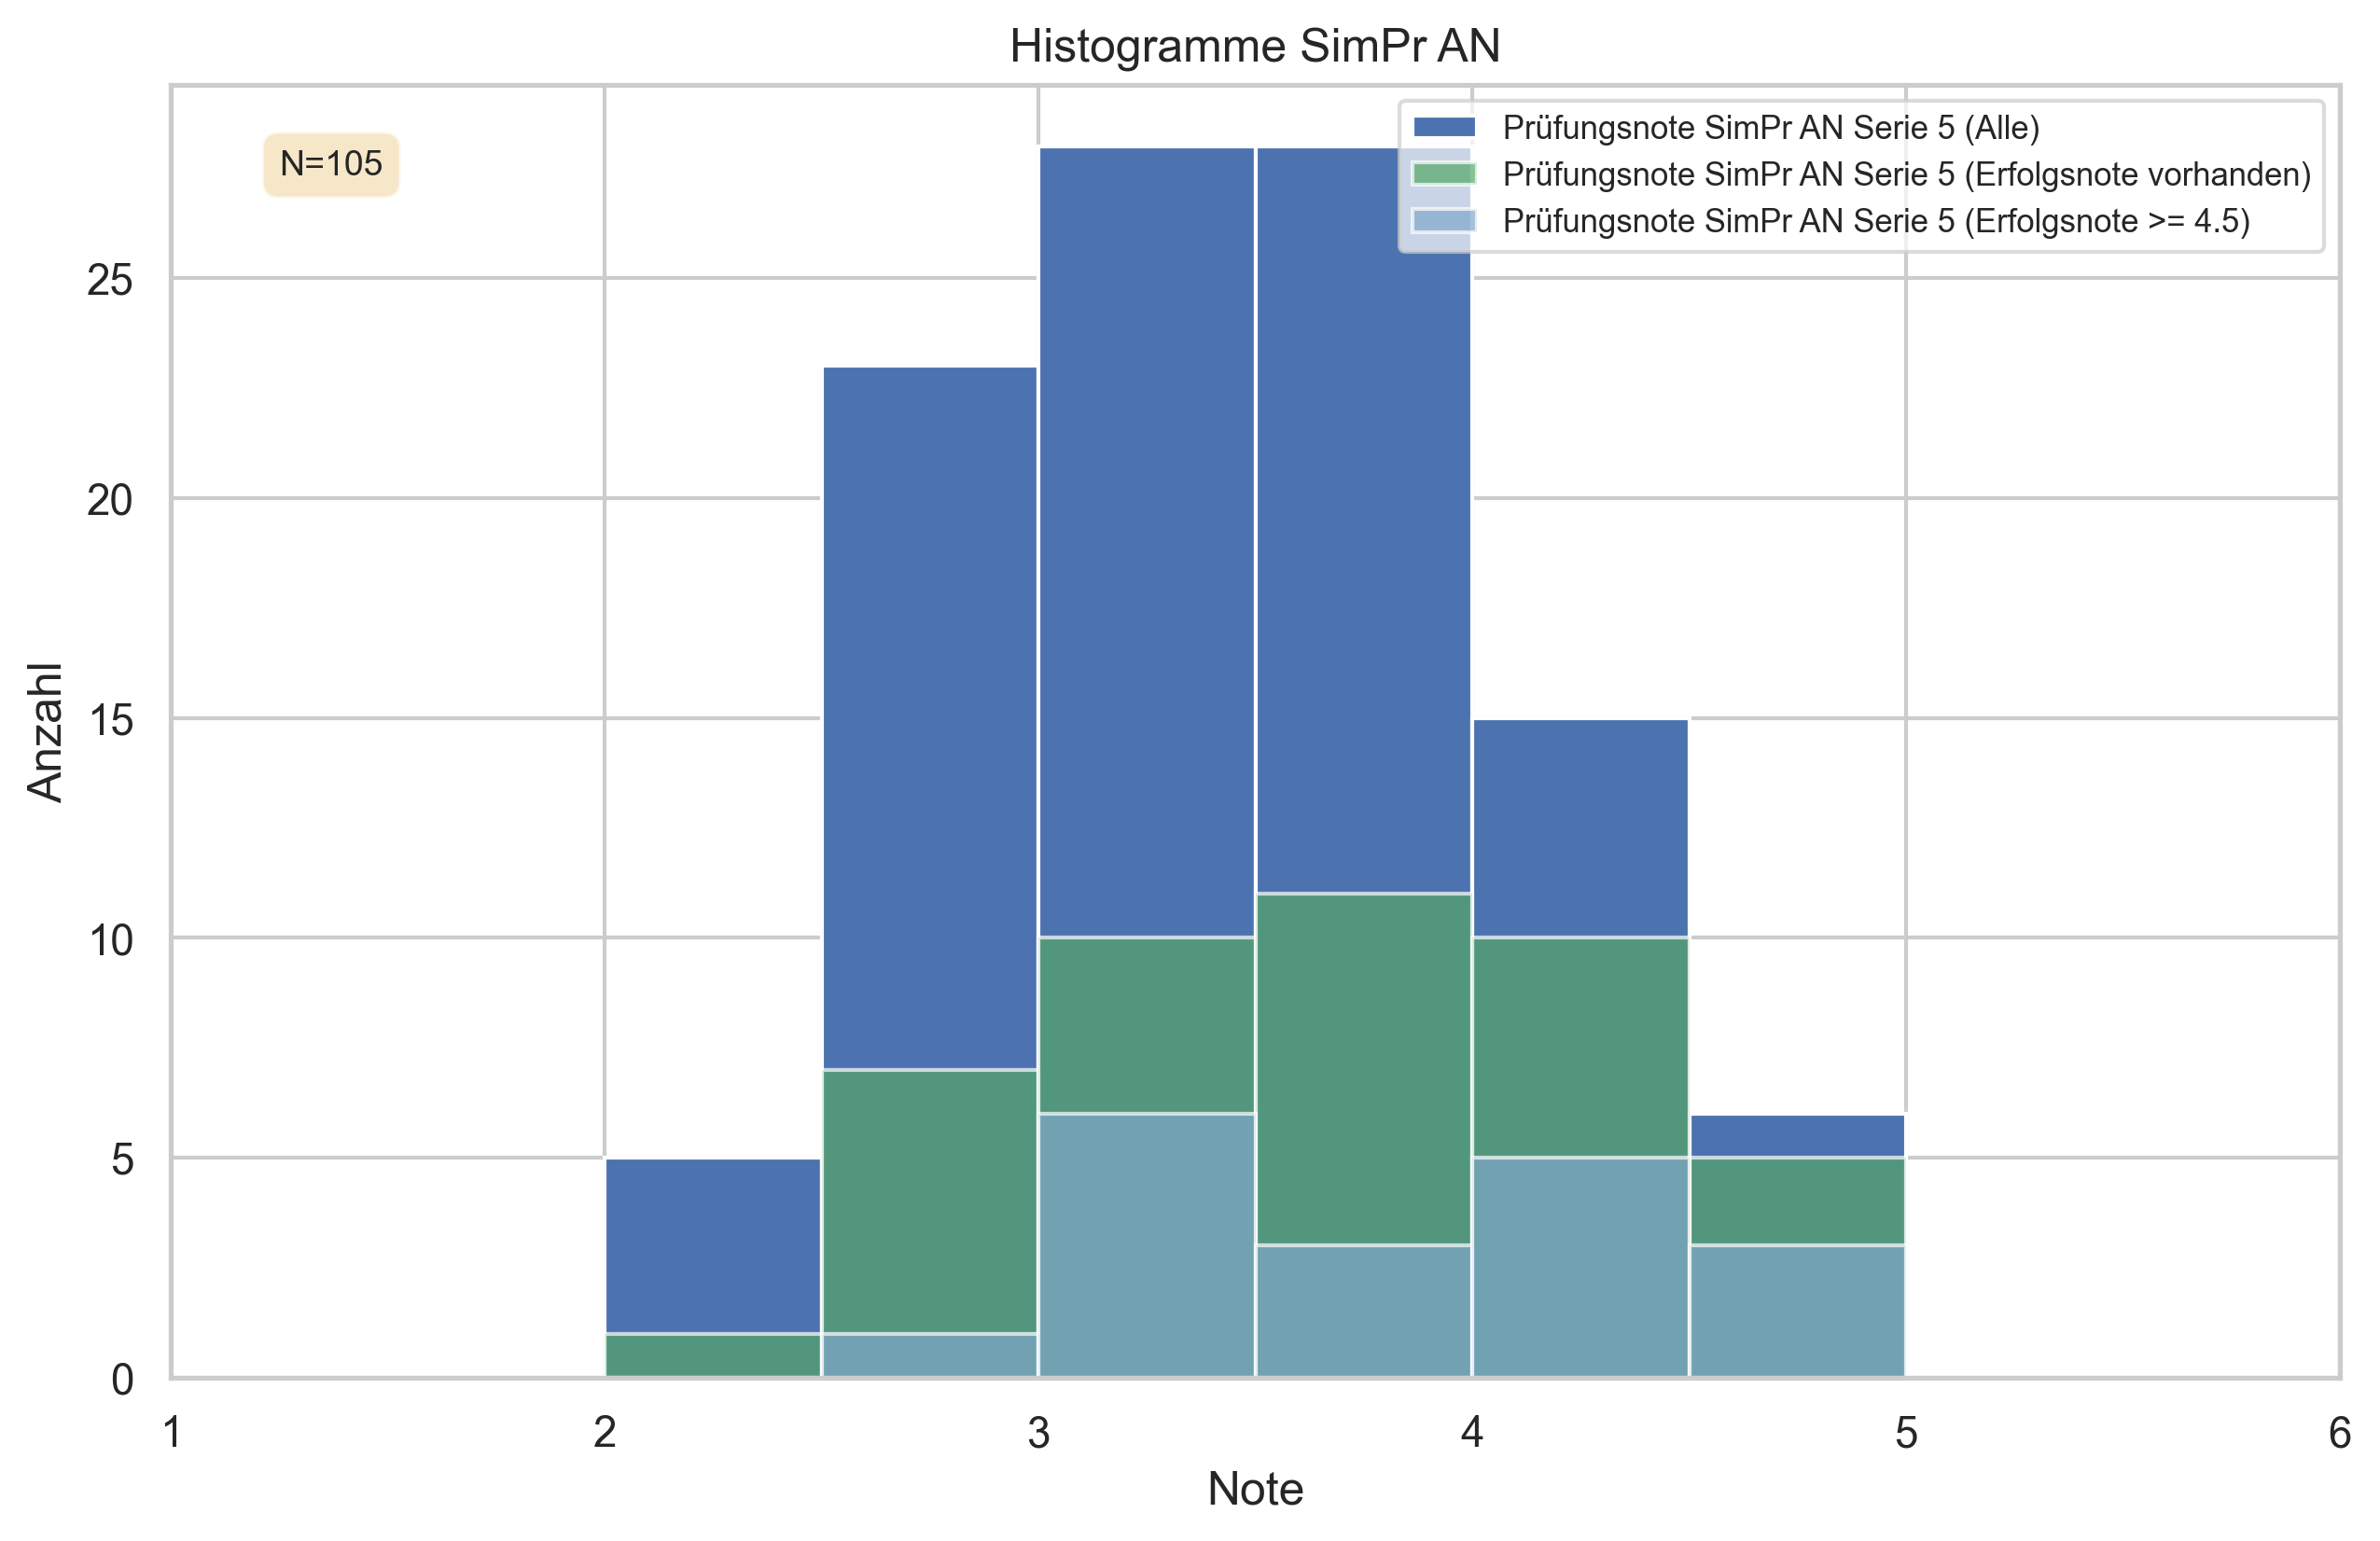 Histogramme SimPr AN
N=105
Prüfungsnote SimPr AN Serie 5 (Alle)
Prüfungsnote SimPr AN Serie 5 (Erfolgsnote vorhanden)
Prüfungsnote SimPr AN Serie 5 (Erfolgsnote >= 4.5)
Anzahl
25
20
15
10
5
0
1 2 3 4 5 6
Note